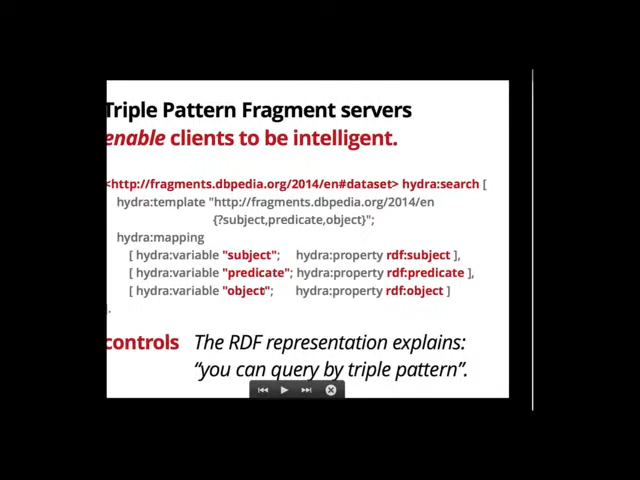 Triple Pattern Fragment servers
enable clients to be intelligent.
<http://fragments.dbpedia.org/2014/en#dataset> hydra:search [
hydra:template "http://fragments.dbpedia.org/2014/en
{?subject,predicate,object}";
hydra:mapping
[ hydra:variable "subject"; hydra:property rdf:subject ],
[ hydra:variable "predicate"; hydra:property rdf:predicate ],
[ hydra:variable "object"; hydra:property rdf:object ]
].
controls The RDF representation explains:
“you can query by triple pattern”.